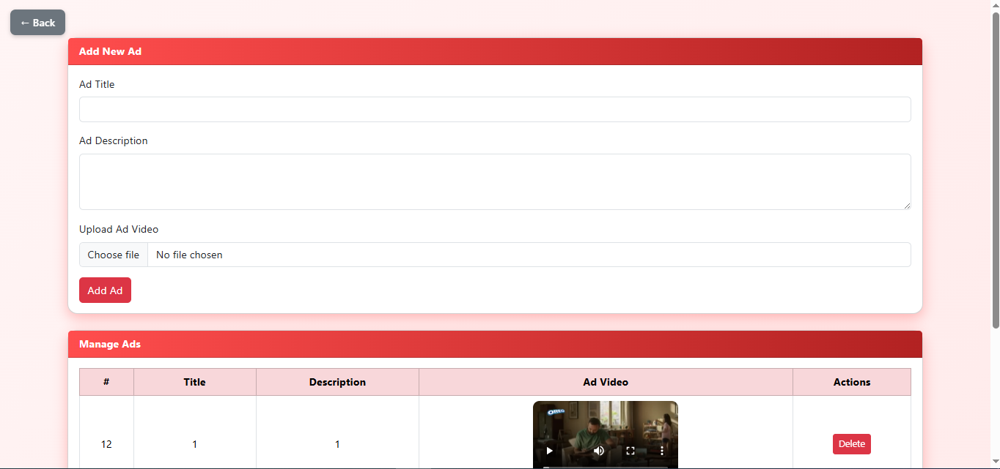 ← Back
Add New Ad
Ad Title
Ad Description
Upload Ad Video
Choose file No file chosen
Add Ad
Manage Ads
# Title Description Ad Video Actions
OREO
12 1 1 Delete